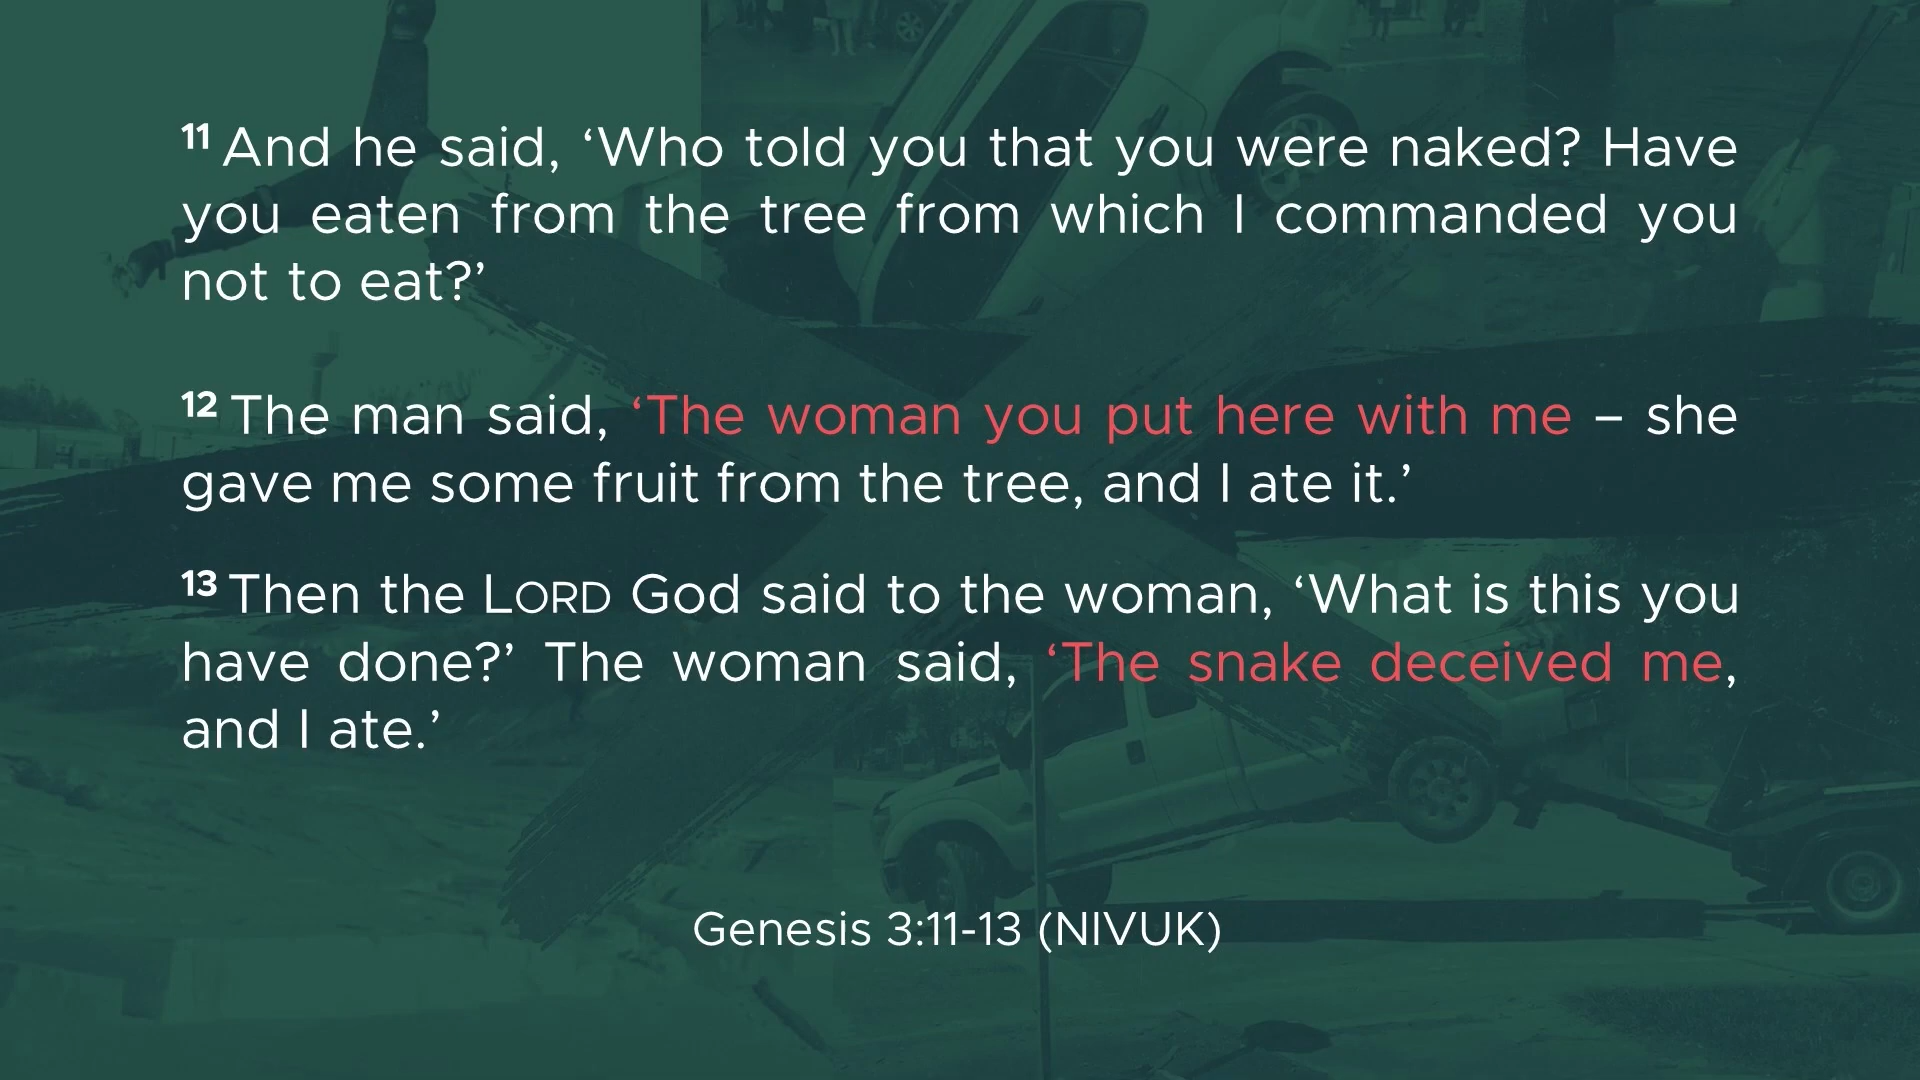 11 And he said, ‘Who told you that you were naked? Have
you eaten from the tree from which I commanded you
not to eat?’
12 The man said, ‘The woman you put here with me – she
gave me some fruit from the tree, and I ate it.’
13 Then the LORD God said to the woman, ‘What is this you
have done?’ The woman said, ‘The snake deceived me,
and I ate.’
Genesis 3:11-13 (NIVUK)